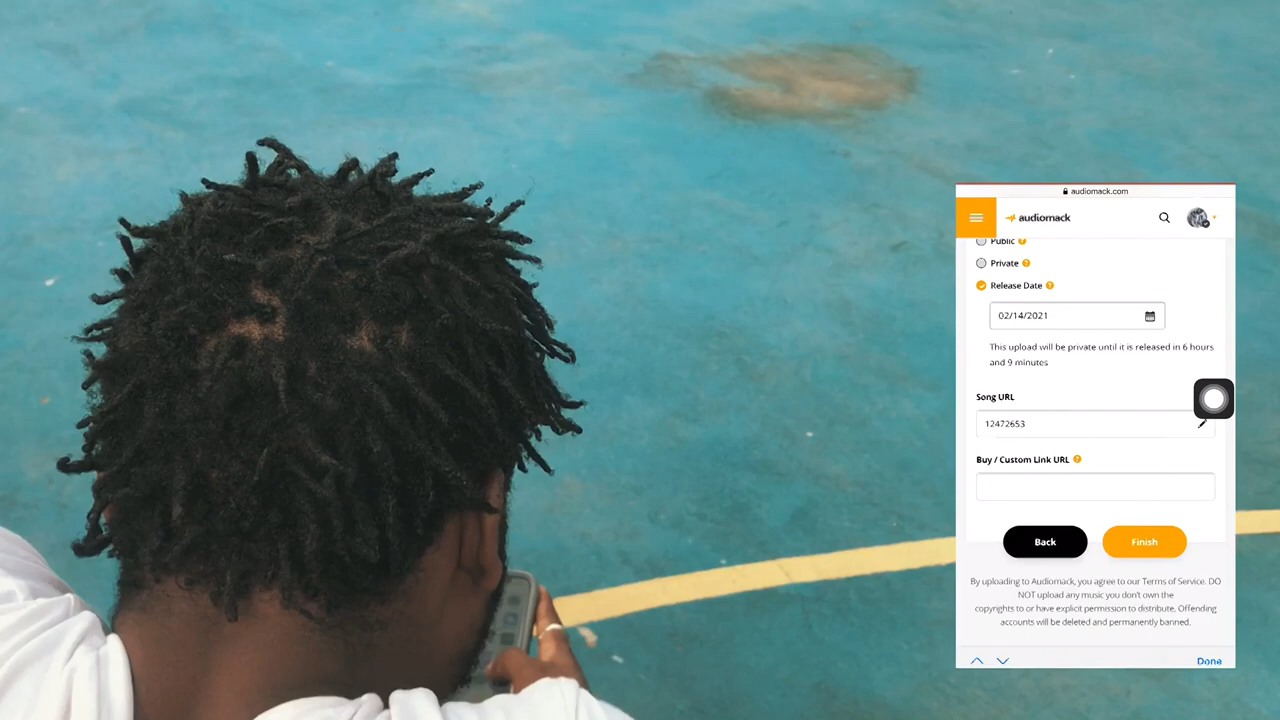 audiomack.com
audiomack
Public
Private
Release Date
02/14/2021
This upload will be private until it is released in 6 hours
and 9 minutes
Song URL
12472653
Buy / Custom Link URL
Back
Finish
By uploading to Audiomack, you agree to our Terms of Service. DO
NOT upload any music you don't own the
copyrights to or have explicit permission to distribute. Offending
accounts will be deleted and permanently banned.
Done